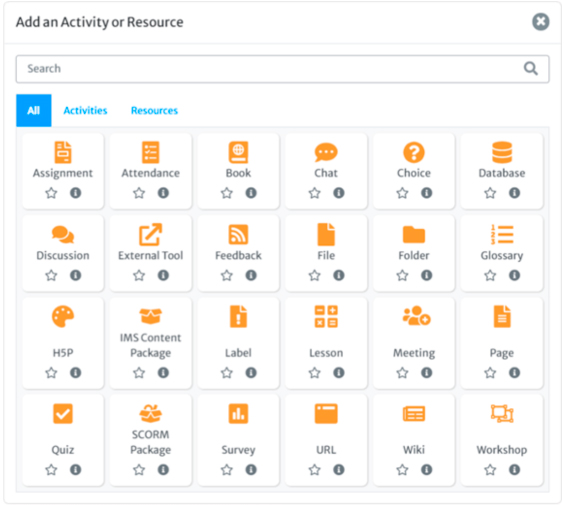 Add an Activity or Resource
Search
All Activities Resources
Assignment Attendance Book Chat Choice Database
Discussion External Tool Feedback File Folder Glossary
H5P IMS Content Package Label Lesson Meeting Page
Quiz SCORM Package Survey URL Wiki Workshop